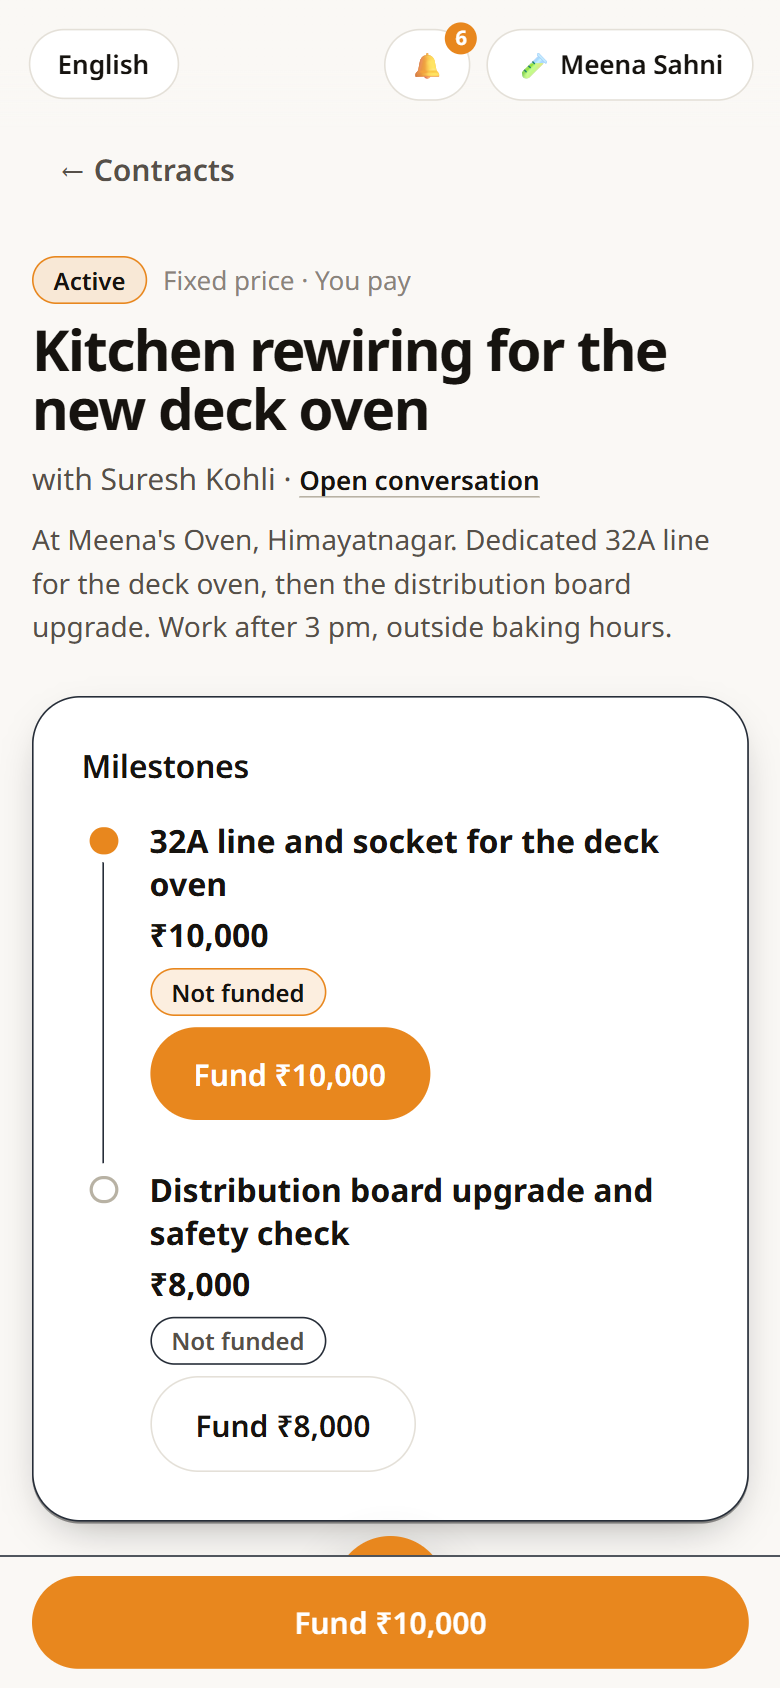 English
6
Meena Sahni
← Contracts
Active
Fixed price · You pay
Kitchen rewiring for the
new deck oven
with Suresh Kohli · Open conversation
At Meena's Oven, Himayatnagar. Dedicated 32A line
for the deck oven, then the distribution board
upgrade. Work after 3 pm, outside baking hours.
Milestones
32A line and socket for the deck
oven
₹10,000
Not funded
Fund ₹10,000
Distribution board upgrade and
safety check
₹8,000
Not funded
Fund ₹8,000
Fund ₹10,000